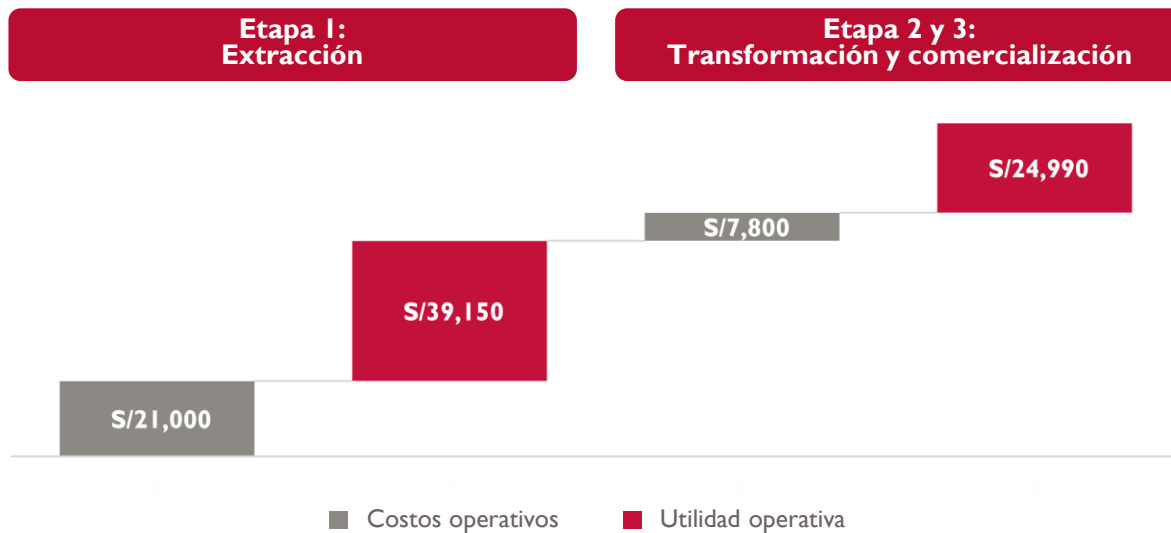 Etapa 1:
Extracción
Etapa 2 y 3:
Transformación y comercialización
S/24,990
S/7,800
S/39,150
S/21,000
Costos operativos
Utilidad operativa